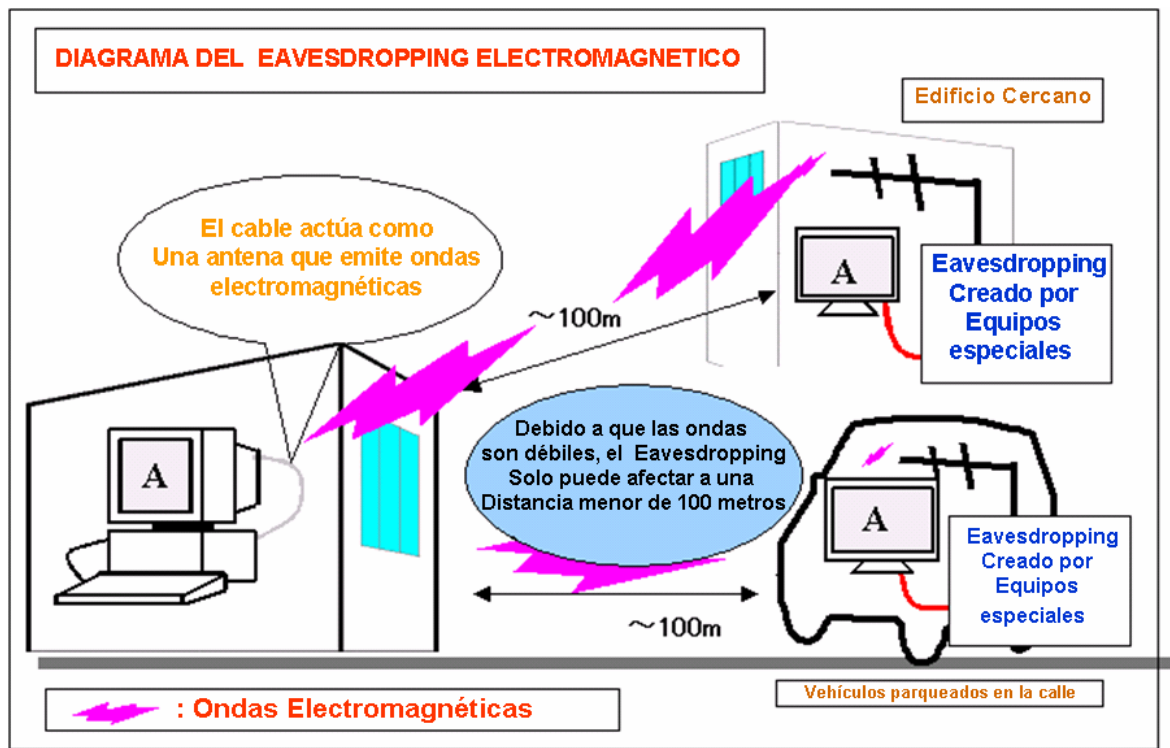 DIAGRAMA DEL EAVESDROPPING ELECTROMAGNETICO
Edificio Cercano
El cable actúa como
Una antena que emite ondas
electromagnéticas
A
Eavesdropping
Creado por
Equipos
especiales
～100m
A
Debido a que las ondas
son débiles, el Eavesdropping
Solo puede afectar a una
Distancia menor de 100 metros
A
Eavesdropping
Creado por
Equipos
especiales
～100m
Vehículos parqueados en la calle
: Ondas Electromagnéticas